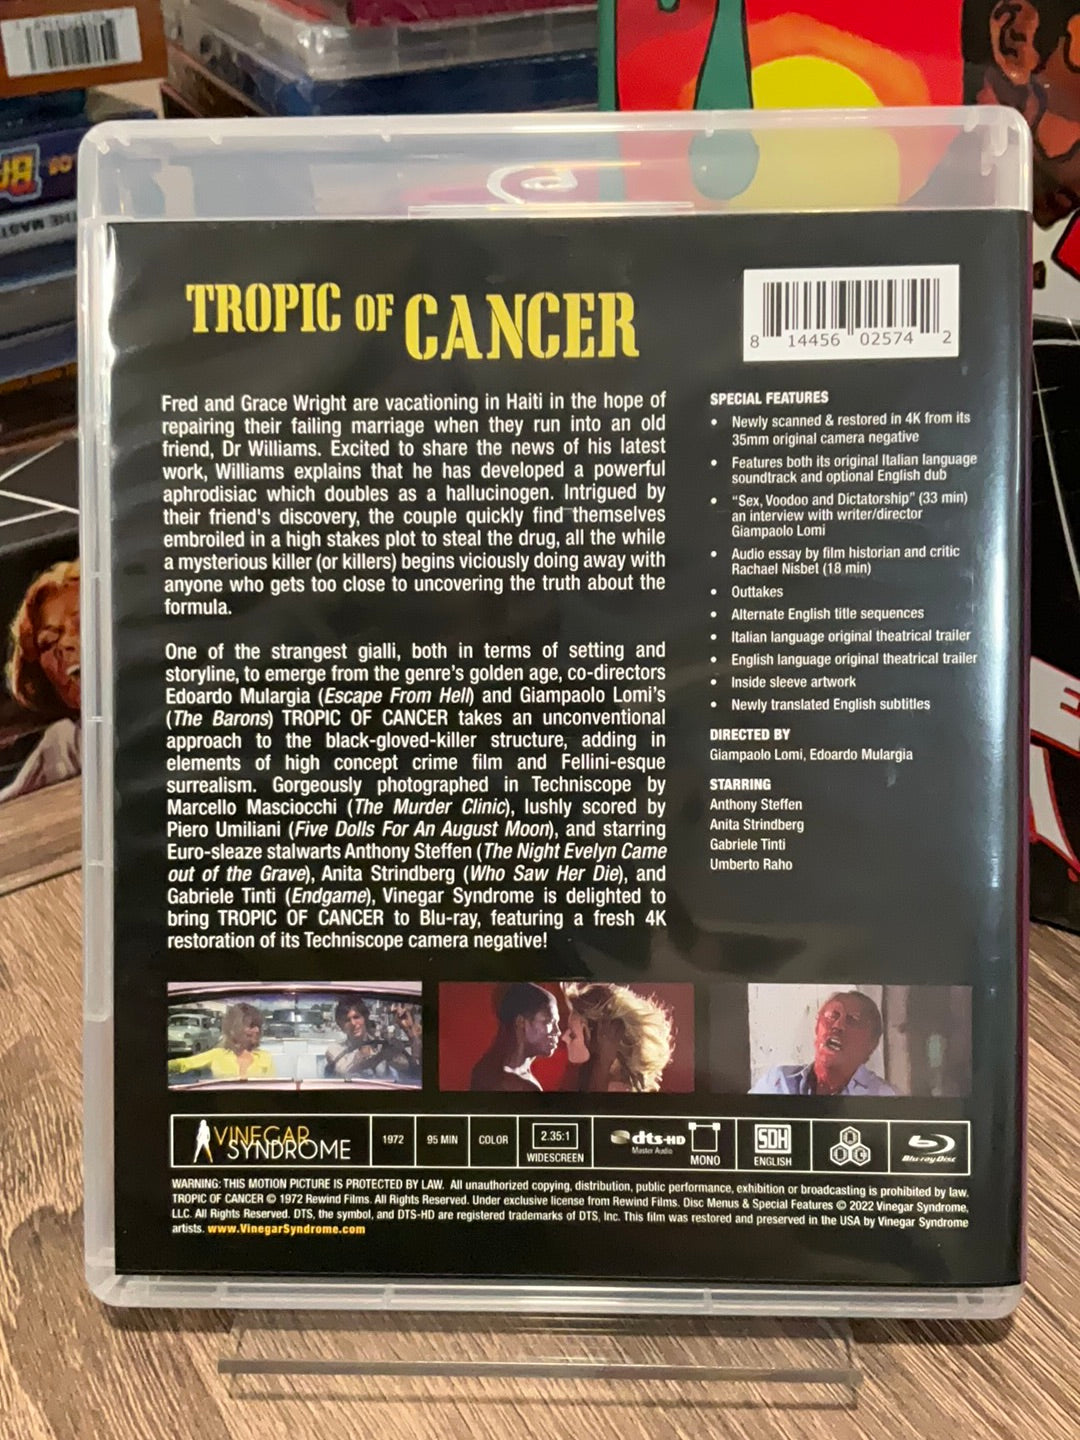 TROPIC OF CANCER
8 14456 02574 2
Fred and Grace Wright are vacationing in Haiti in the hope of
repairing their failing marriage when they run into an old
friend, Dr Williams. Excited to share the news of his latest
work, Williams explains that he has developed a powerful
aphrodisiac which doubles as a hallucinogen. Intrigued by
their friend's discovery, the couple quickly find themselves
embroiled in a high stakes plot to steal the drug, all the while
a mysterious killer (or killers) begins viciously doing away with
anyone who gets too close to uncovering the truth about the
formula.
One of the strangest gialli, both in terms of setting and
storyline, to emerge from the genre's golden age, co-directors
Edoardo Mulargia (Escape From Hell) and Giampaolo Lomi's
(The Barons) TROPIC OF CANCER takes an unconventional
approach to the black-gloved-killer structure, adding in
elements of high concept crime film and Fellini-esque
surrealism. Gorgeously photographed in Techniscope by
Marcello Masciocchi (The Murder Clinic), lushly scored by
Piero Umiliani (Five Dolls For An August Moon), and starring
Euro-sleaze stalwarts Anthony Steffen (The Night Evelyn Came
out of the Grave), Anita Strindberg (Who Saw Her Die), and
Gabriele Tinti (Endgame), Vinegar Syndrome is delighted to
bring TROPIC OF CANCER to Blu-ray, featuring a fresh 4K
restoration of its Techniscope camera negative!
SPECIAL FEATURES
• Newly scanned & restored in 4K from its
35mm original camera negative
• Features both its original Italian language
soundtrack and optional English dub
• “Sex, Voodoo and Dictatorship” (33 min)
an interview with writer/director
Giampaolo Lomi
• Audio essay by film historian and critic
Rachael Nisbet (18 min)
• Outtakes
• Alternate English title sequences
• Italian language original theatrical trailer
• English language original theatrical trailer
• Inside sleeve artwork
• Newly translated English subtitles
DIRECTED BY
Giampaolo Lomi, Edoardo Mulargia
STARRING
Anthony Steffen
Anita Strindberg
Gabriele Tinti
Umberto Raho
VINEGAR
SYNDROME
1972
95 MIN
COLOR
2.35:1
WIDESCREEN
dts-HD
Master Audio
MONO
SDH
ENGLISH
Blu-ray Disc
WARNING: THIS MOTION PICTURE IS PROTECTED BY LAW. All unauthorized copying, distribution, public performance, exhibition or broadcasting is prohibited by law.
TROPIC OF CANCER © 1972 Rewind Films. All Rights Reserved. Under exclusive license from Rewind Films. Disc Menus & Special Features © 2022 Vinegar Syndrome,
LLC. All Rights Reserved. DTS, the symbol, and DTS-HD are registered trademarks of DTS, Inc. This film was restored and preserved in the USA by Vinegar Syndrome
artists. www.VinegarSyndrome.com